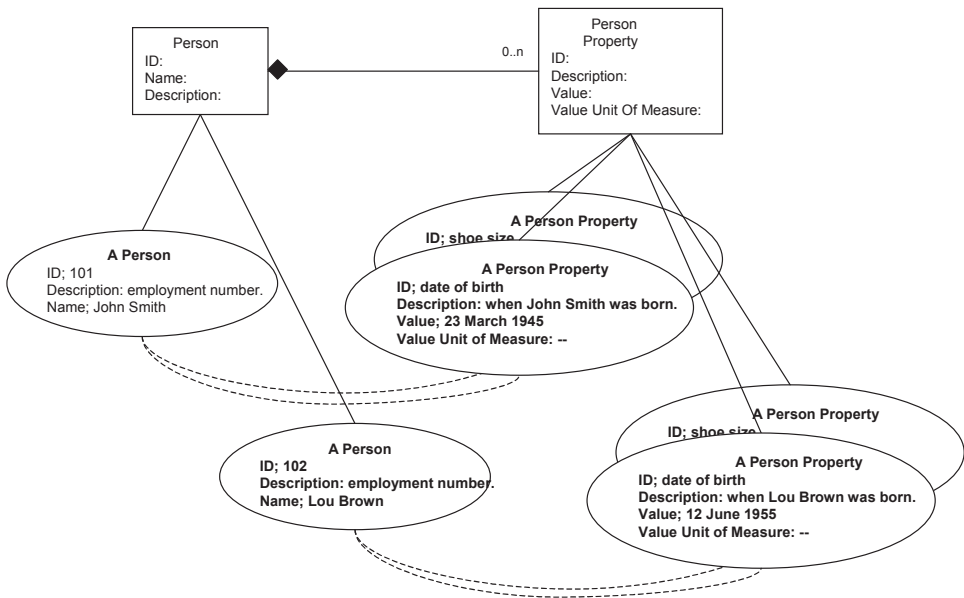 Person
ID:
Name:
Description:
0..n
Person
Property
ID:
Description:
Value:
Value Unit Of Measure:
A Person
ID; 101
Description: employment number.
Name; John Smith
A Person Property
ID; shoe size
A Person Property
ID; date of birth
Description: when John Smith was born.
Value; 23 March 1945
Value Unit of Measure: --
A Person
ID; 102
Description: employment number.
Name; Lou Brown
A Person Property
ID; shoe size
A Person Property
ID; date of birth
Description: when Lou Brown was born.
Value; 12 June 1955
Value Unit of Measure: --